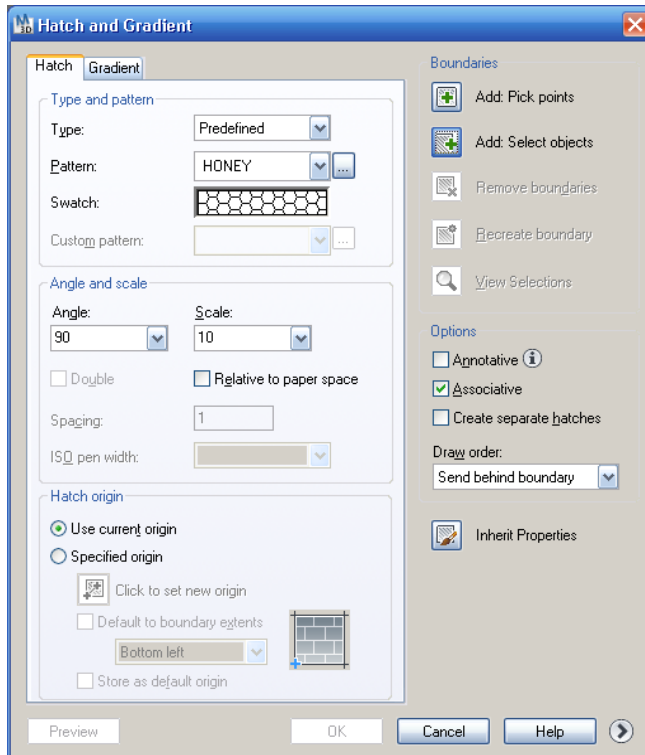 M
3D
Hatch and Gradient
Hatch
Gradient
Type and pattern
Type:
Predefined
Pattern:
HONEY
...
Swatch:
Custom pattern:
...
Angle and scale
Angle:
Scale:
90
10
Double
Relative to paper space
Spacing:
1
ISO pen width:
Hatch origin
Use current origin
Specified origin
Click to set new origin
Default to boundary extents
Bottom left
Store as default origin
Boundaries
Add: Pick points
Add: Select objects
Remove boundaries
Recreate boundary
View Selections
Options
Annotative
Associative
Create separate hatches
Draw order:
Send behind boundary
Inherit Properties
Preview
OK
Cancel
Help